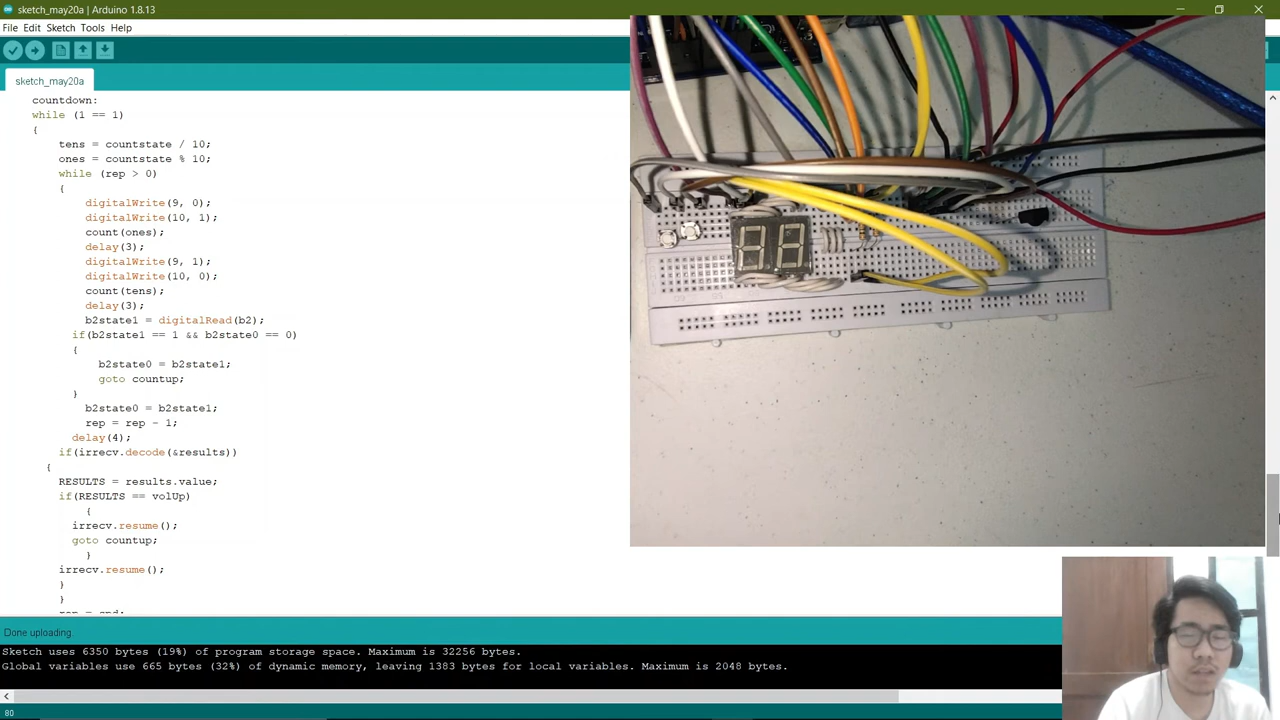 sketch_may20a | Arduino 1.8.13
File Edit Sketch Tools Help
sketch_may20a
countdown:
while (1 == 1)
{
tens = countstate / 10;
ones = countstate % 10;
while (rep > 0)
{
digitalWrite(9, 0);
digitalWrite(10, 1);
count(ones);
delay(3);
digitalWrite(9, 1);
digitalWrite(10, 0);
count(tens);
delay(3);
b2state1 = digitalRead(b2);
if(b2state1 == 1 && b2state0 == 0)
{
b2state0 = b2state1;
goto countup;
}
b2state0 = b2state1;
rep = rep - 1;
delay(4);
if(irrecv.decode(&results))
{
RESULTS = results.value;
if(RESULTS == volUp)
{
irrecv.resume();
goto countup;
}
irrecv.resume();
}
}
Done uploading.
Sketch uses 6350 bytes (19%) of program storage space. Maximum is 32256 bytes.
Global variables use 665 bytes (32%) of dynamic memory, leaving 1383 bytes for local variables. Maximum is 2048 bytes.
80